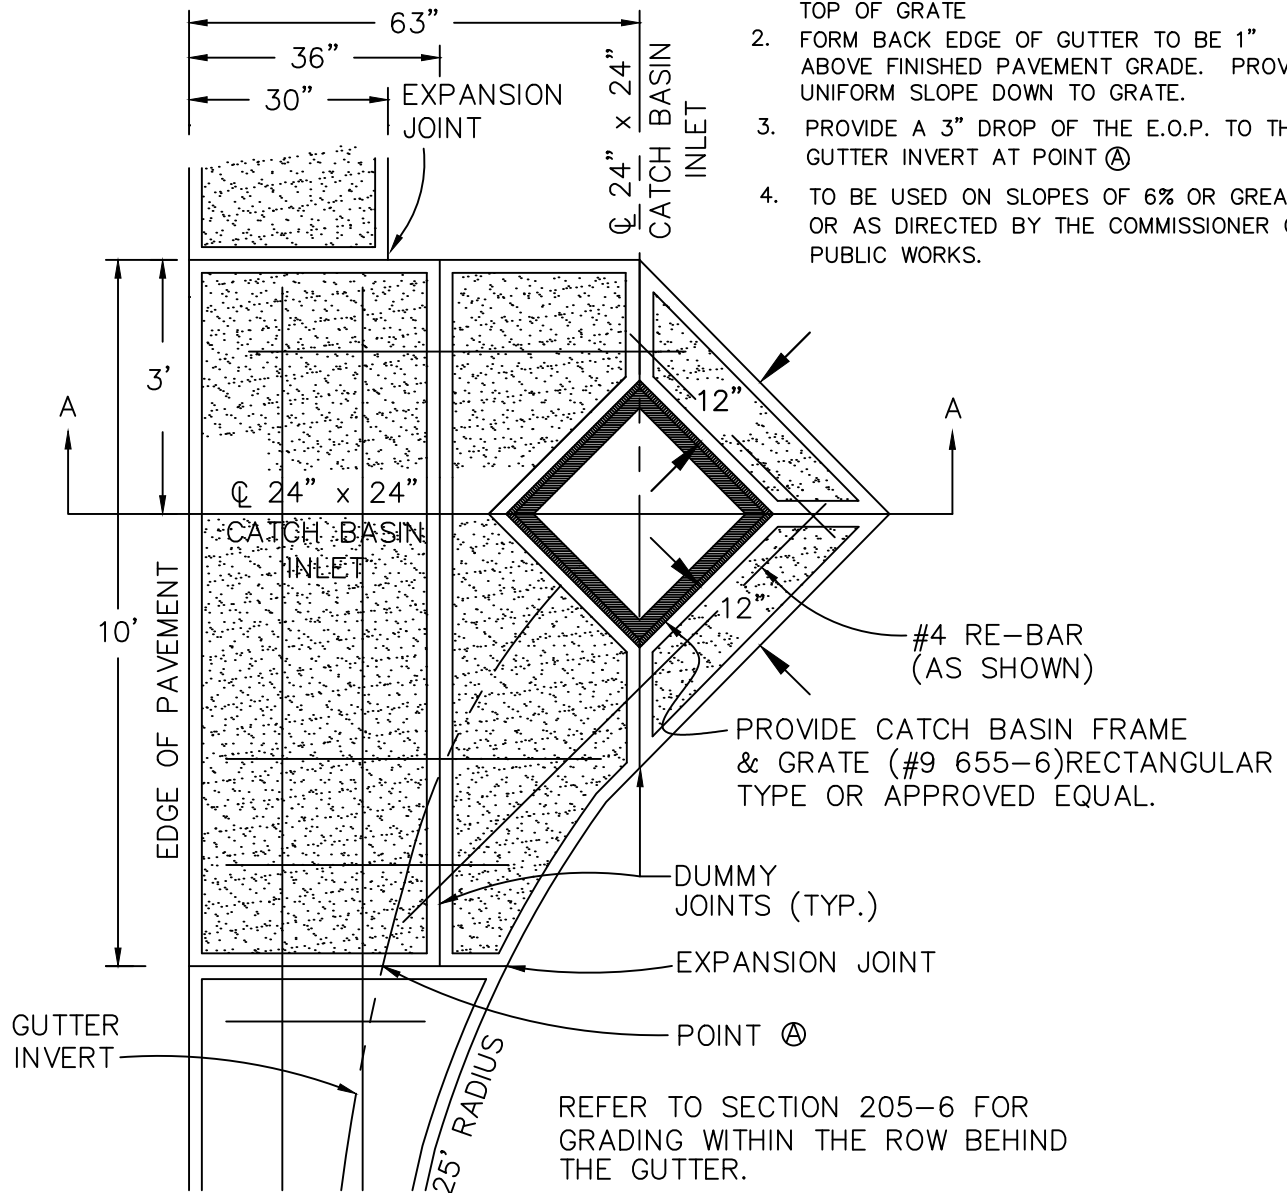 63"
36"
30"
EXPANSION
JOINT
℄ 24" x 24"
CATCH BASIN
INLET
TOP OF GRATE
2. FORM BACK EDGE OF GUTTER TO BE 1"
ABOVE FINISHED PAVEMENT GRADE.
UNIFORM SLOPE DOWN TO GRATE.
3. PROVIDE A 3" DROP OF THE E.O.P. TO
GUTTER INVERT AT POINT Ⓐ
4. TO BE USED ON SLOPES OF 6% OR
OR AS DIRECTED BY THE COMMISSIONER
PUBLIC WORKS.
3'
A
A
12"
℄ 24" x 24"
CATCH BASIN
INLET
12"
10'
EDGE OF PAVEMENT
#4 RE-BAR
(AS SHOWN)
PROVIDE CATCH BASIN FRAME
& GRATE (#9 655-6)RECTANGULAR
TYPE OR APPROVED EQUAL.
DUMMY
JOINTS (TYP.)
EXPANSION JOINT
GUTTER
INVERT
POINT Ⓐ
25' RADIUS
REFER TO SECTION 205-6 FOR
GRADING WITHIN THE ROW BEHIND
THE GUTTER.